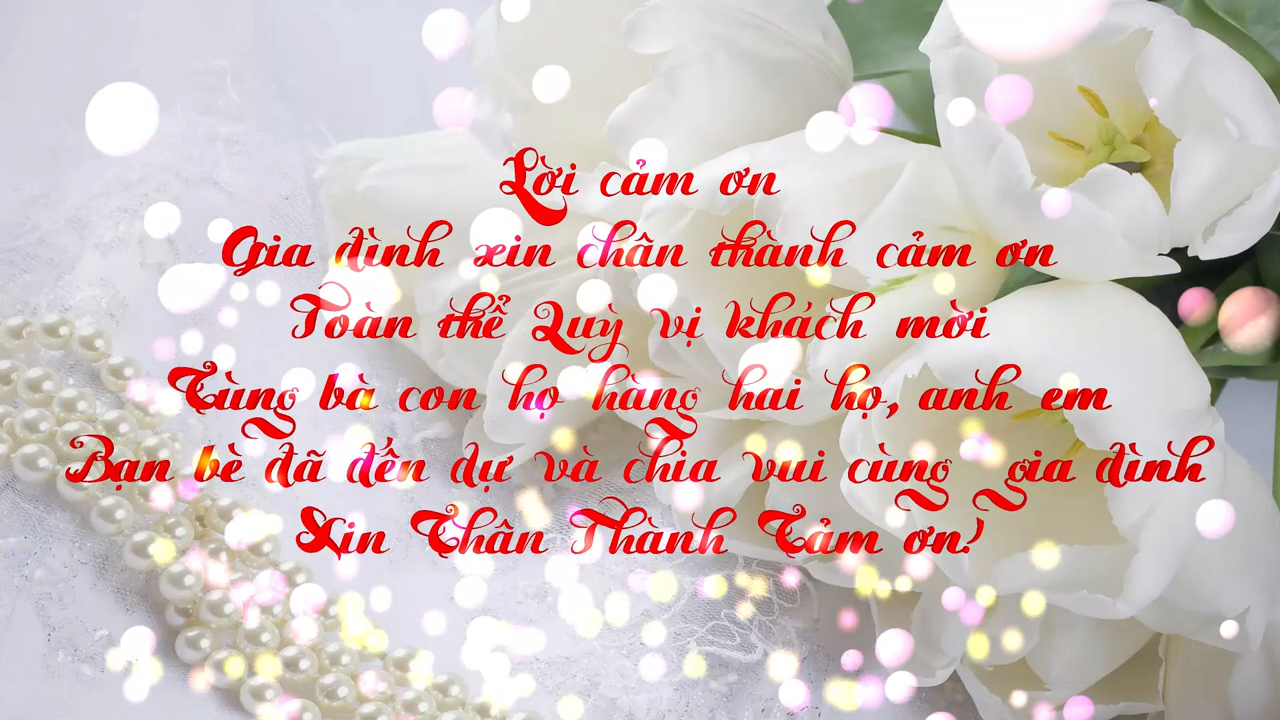 Lời cảm ơn
Gia đình xin chân thành cảm ơn
Toàn thể Quỳ vị khách mời
Cùng bà con họ hàng hai họ, anh em
Bạn bè đã đến dự và chia vui cùng gia đình
Xin Chân Thành Cảm ơn!